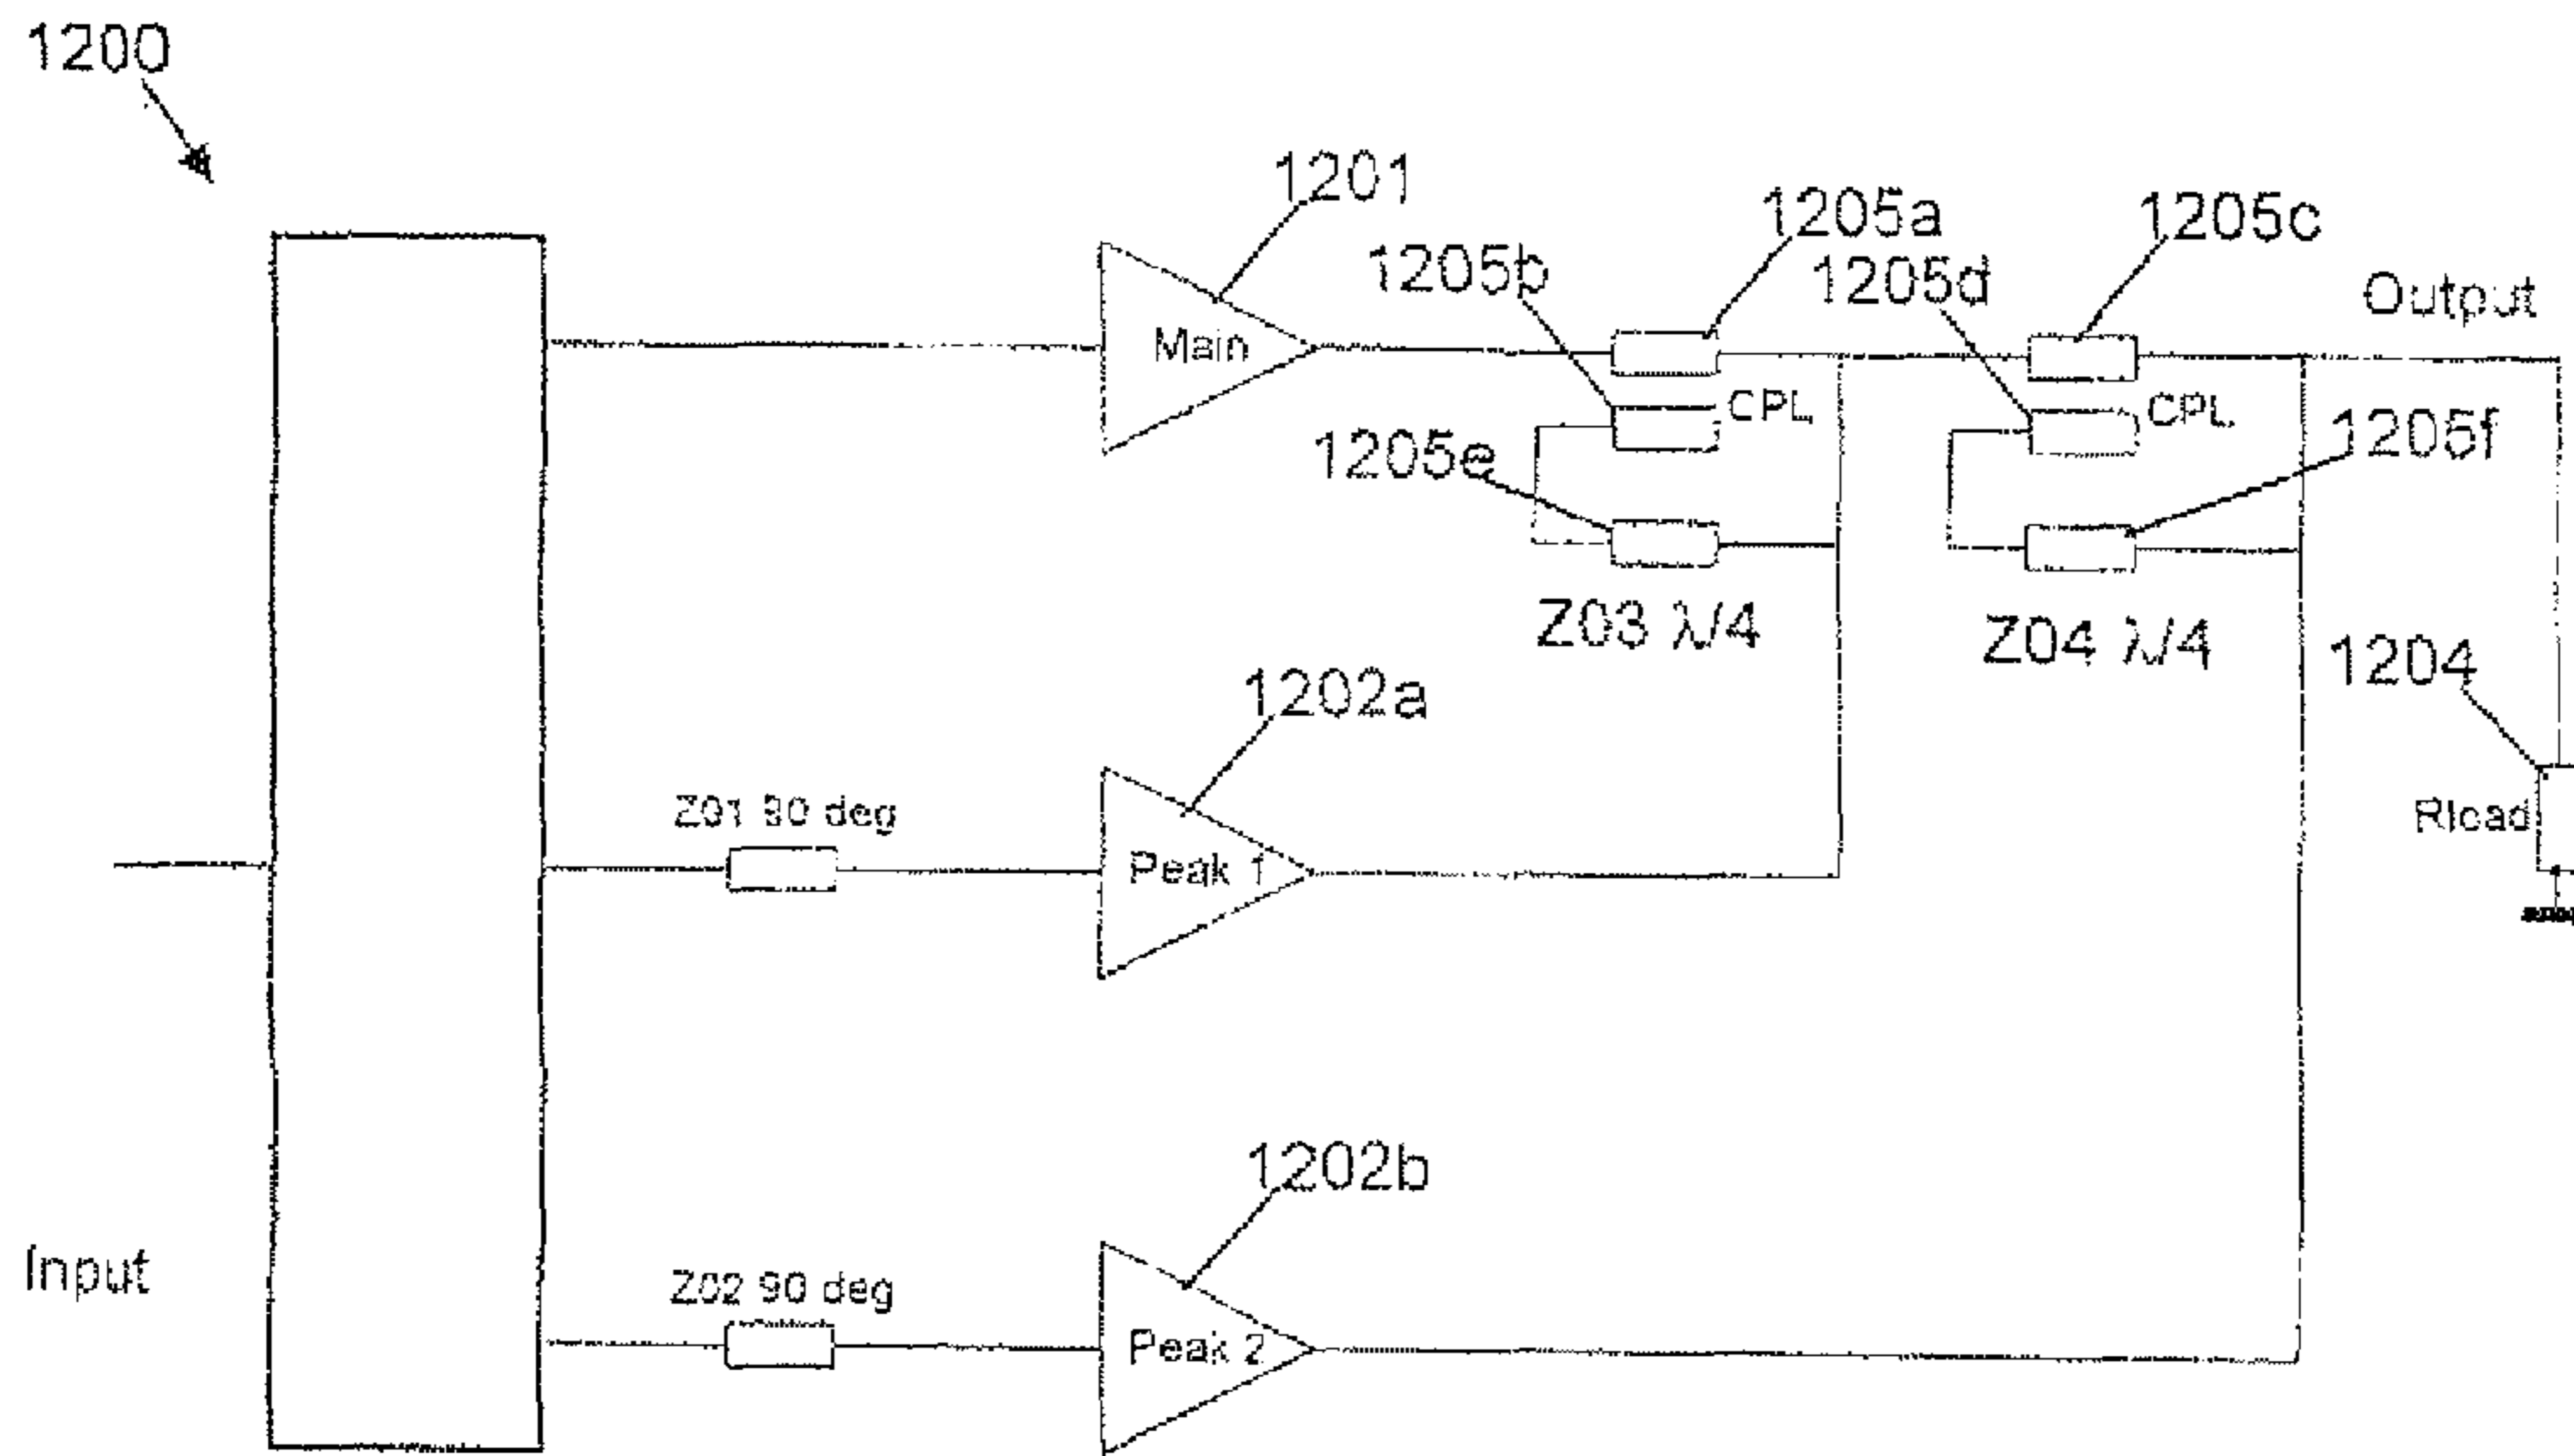 1200
1201
1205a
1205c
1205b
1205d
Output
Main
CPL
CPL
1205e
1205f
Z03 λ/4
Z04 λ/4
1204
1202a
Z01 90 deg
Peak 1
Rload
1202b
Input
Z02 90 deg
Peak 2